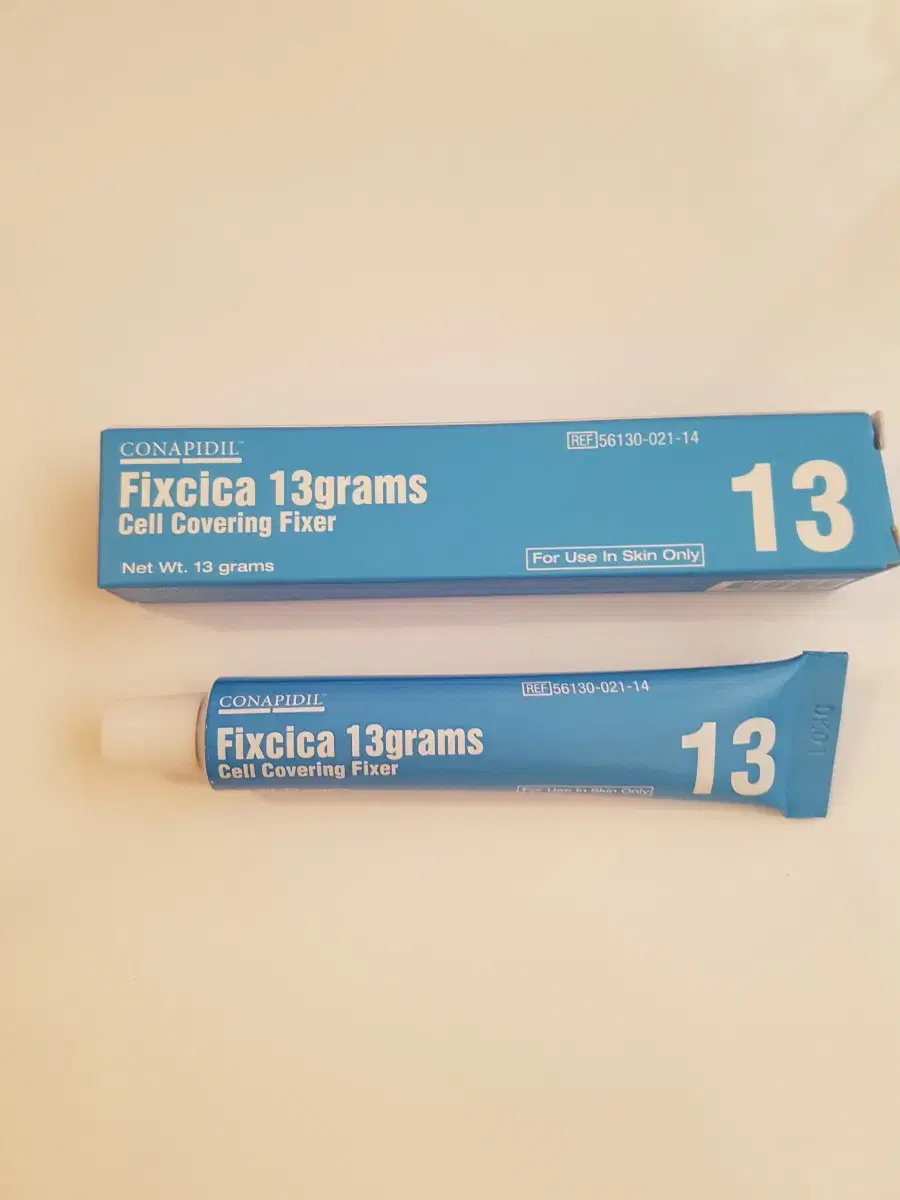 CONAPIDIL™
REF 56130-021-14
Fixcica 13grams
Cell Covering Fixer
13
Net Wt. 13 grams
For Use In Skin Only
CONAPIDIL
REF 56130-021-14
Fixcica 13grams
Cell Covering Fixer
13
For Use In Skin Only